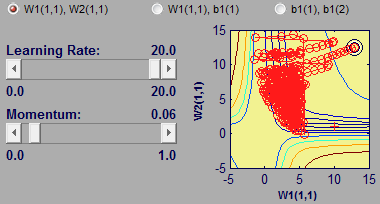 W1(1,1), W2(1,1) W1(1,1), b1(1) b1(1), b1(2)
Learning Rate: 20.0
0.0 20.0
Momentum: 0.06
0.0 1.0
15
10
5
0
-5
-5 0 5 10 15
W2(1,1)
W1(1,1)